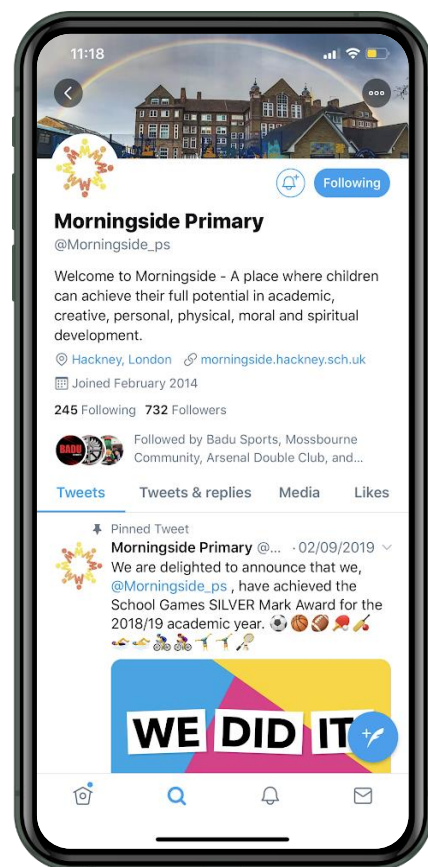 11:18
Following
Morningside Primary
@Morningside_ps
Welcome to Morningside - A place where children
can achieve their full potential in academic,
creative, personal, physical, moral and spiritual
development.
Hackney, London morningside.hackney.sch.uk
Joined February 2014
245 Following 732 Followers
BADU
Followed by Badu Sports, Mossbourne
Community, Arsenal Double Club, and...
Tweets Tweets & replies Media Likes
Pinned Tweet
Morningside Primary @... · 02/09/2019
We are delighted to announce that we,
@Morningside_ps , have achieved the
School Games SILVER Mark Award for the
2018/19 academic year. ⚽🏀🏈🏓🏏
🏊🏊🚴🚴🤸🤸🏸
WE DID IT